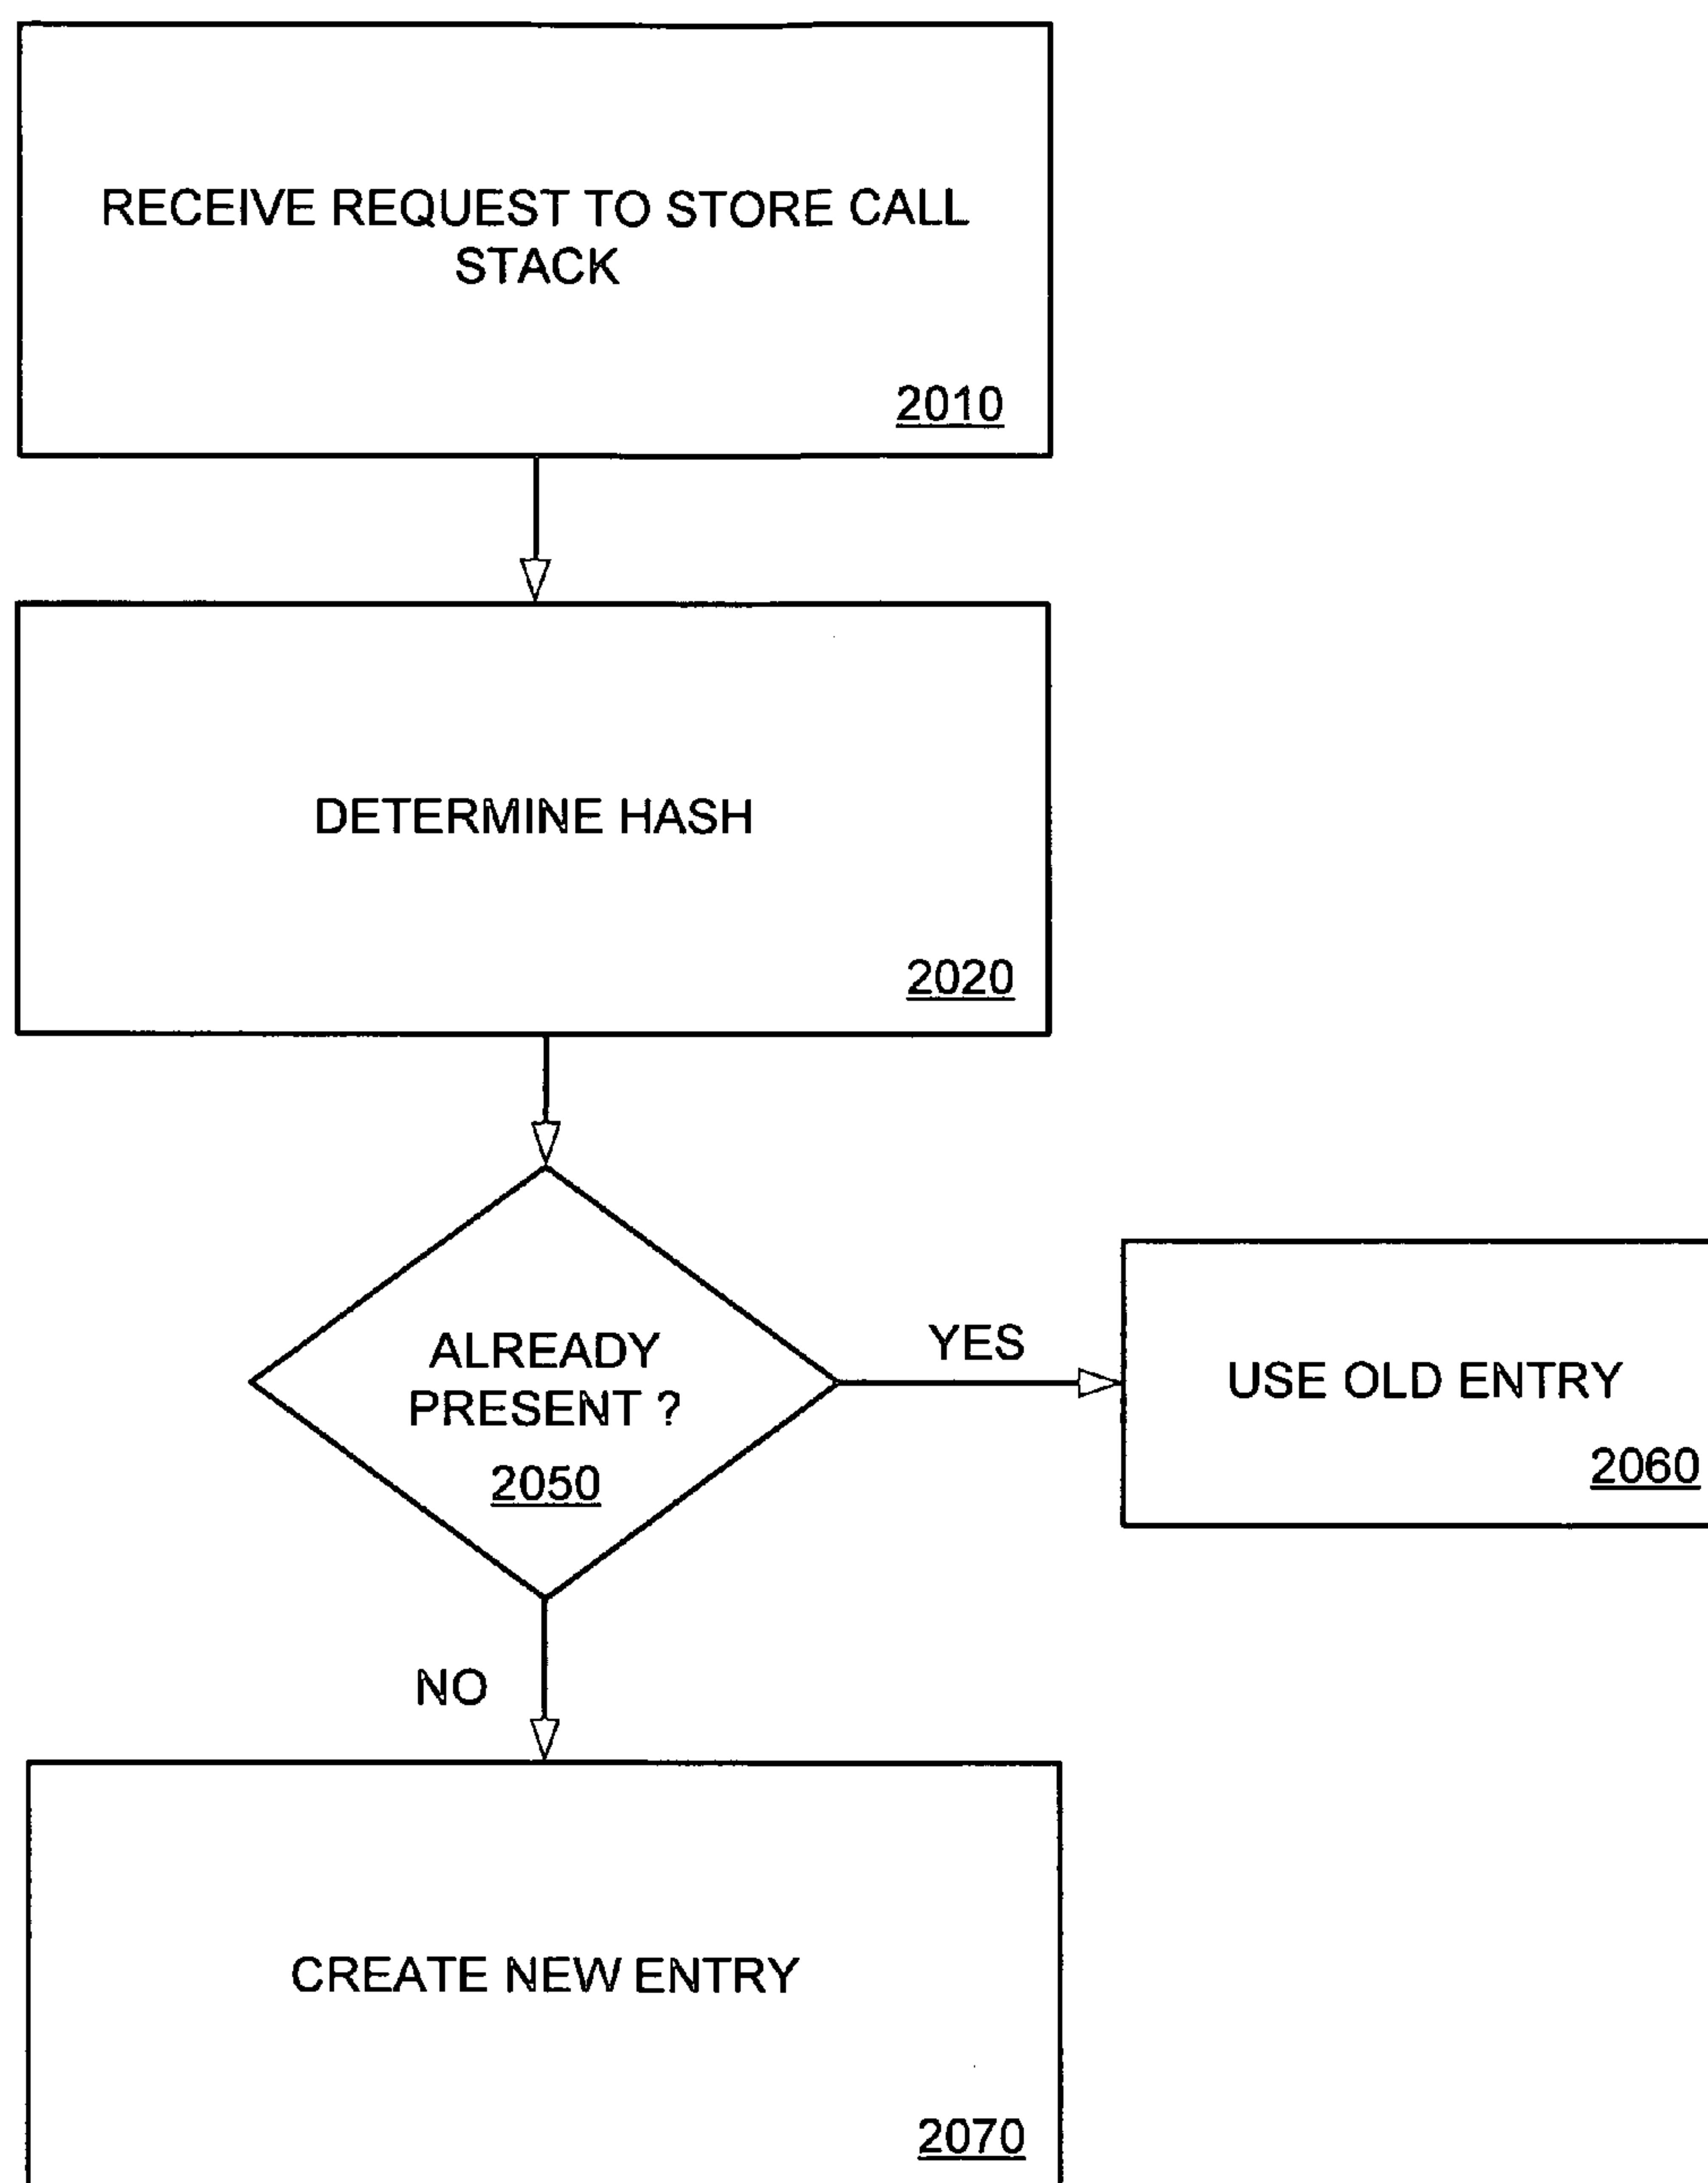 RECEIVE REQUEST TO STORE CALL
STACK
2010
DETERMINE HASH
2020
ALREADY
PRESENT ?
2050
YES
USE OLD ENTRY
2060
NO
CREATE NEW ENTRY
2070